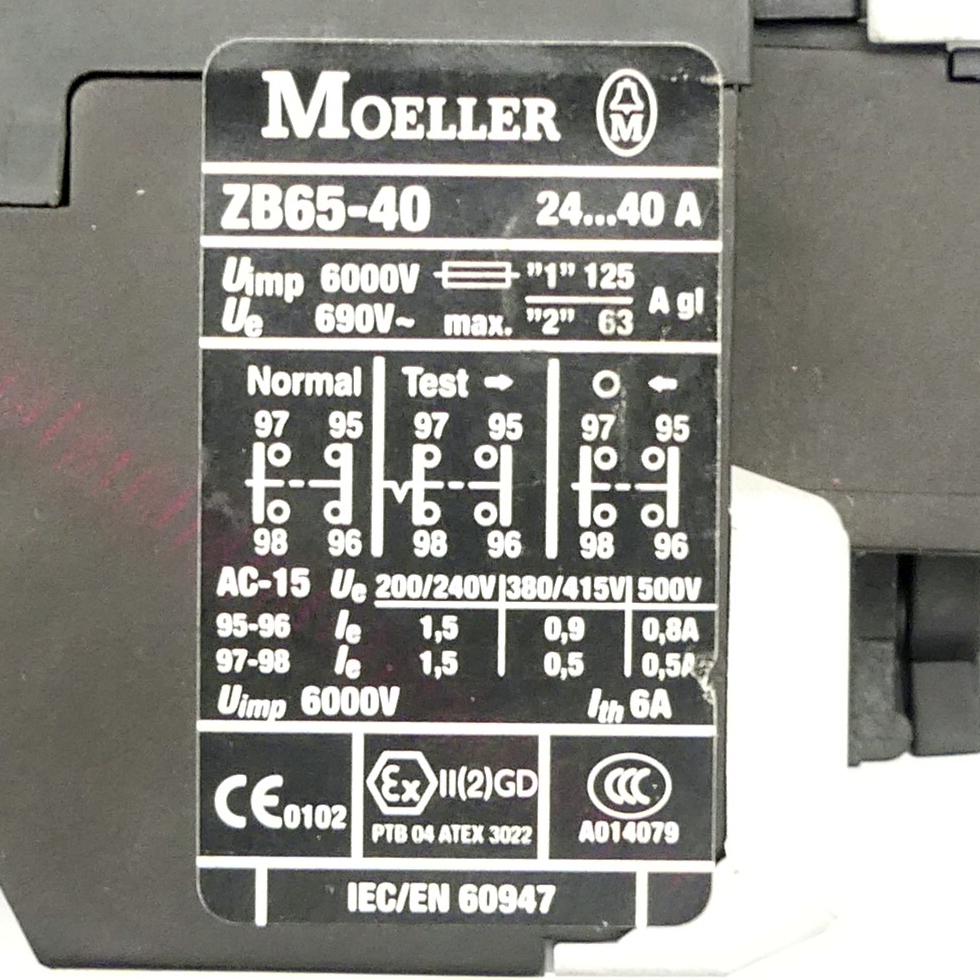 MOELLER
ZB65-40 24...40 A
Uimp 6000V "1" 125 A gl
Ue 690V~ max. "2" 63
Normal Test → O ←
97 95 97 95 97 95
98 96 98 96 98 96
AC-15 Ue 200/240V 380/415V 500V
95-96 Ie 1,5 0,9 0,8A
97-98 Ie 1,5 0,5 0,5A
Uimp 6000V Ith 6A
CE0102 Ex II(2)GD CCC
PTB 04 ATEX 3022 A014079
IEC/EN 60947